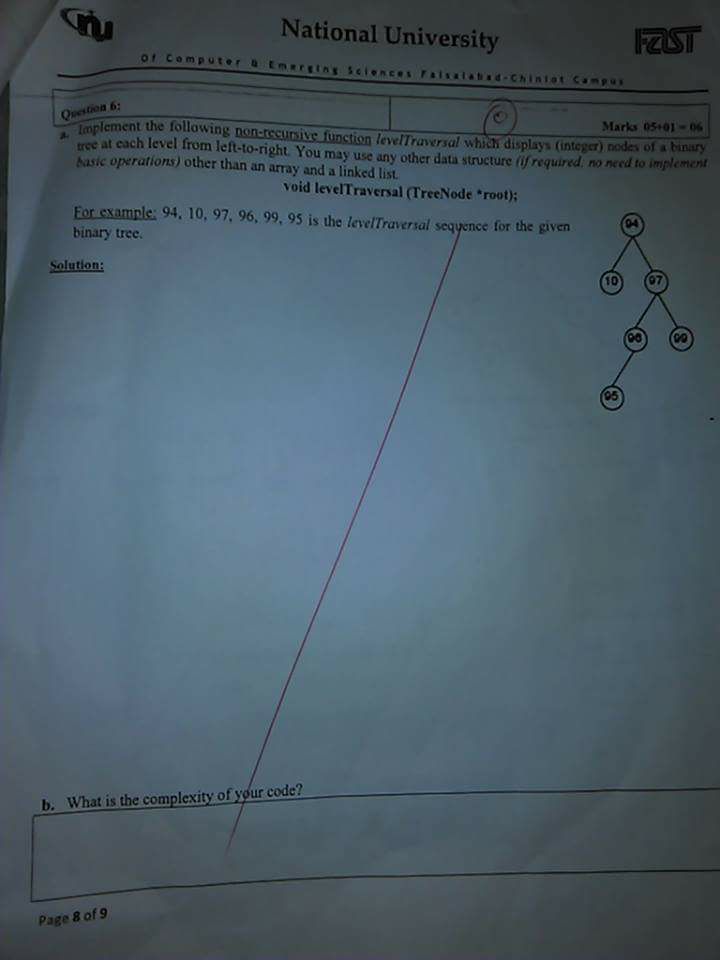 nu
National University
FAST
Of Computer & Emerging Sciences Faisalabad-Chiniot Campus
Question 6:
0
Marks 05+01 = 06
a. Implement the following non-recursive function levelTraversal which displays (integer) nodes of a binary
tree at each level from left-to-right. You may use any other data structure (if required, no need to implement
basic operations) other than an array and a linked list.
void levelTraversal (TreeNode *root);
For example: 94, 10, 97, 96, 99, 95 is the levelTraversal sequence for the given
binary tree.
94
10 97
96 99
95
Solution:
b. What is the complexity of your code?
Page 8 of 9